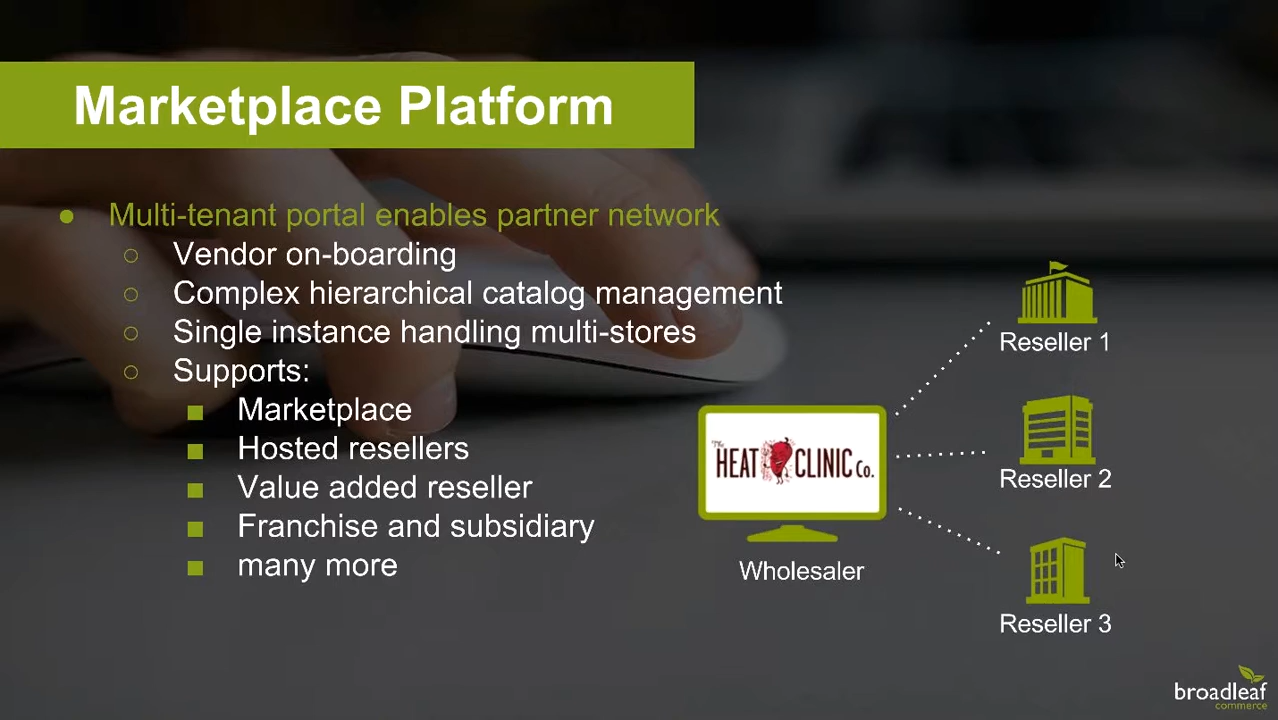 Marketplace Platform
● Multi-tenant portal enables partner network
○ Vendor on-boarding
○ Complex hierarchical catalog management
○ Single instance handling multi-stores
○ Supports:
■ Marketplace
■ Hosted resellers
■ Value added reseller
■ Franchise and subsidiary
■ many more
The HEAT CLINIC Co.
Wholesaler
Reseller 1
Reseller 2
Reseller 3
broadleaf
commerce